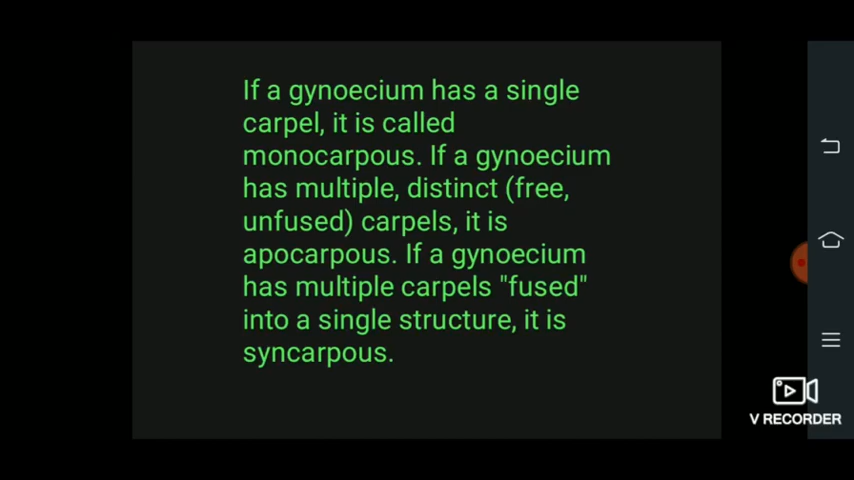 If a gynoecium has a single
carpel, it is called
monocarpous. If a gynoecium
has multiple, distinct (free,
unfused) carpels, it is
apocarpous. If a gynoecium
has multiple carpels "fused"
into a single structure, it is
syncarpous.
V RECORDER